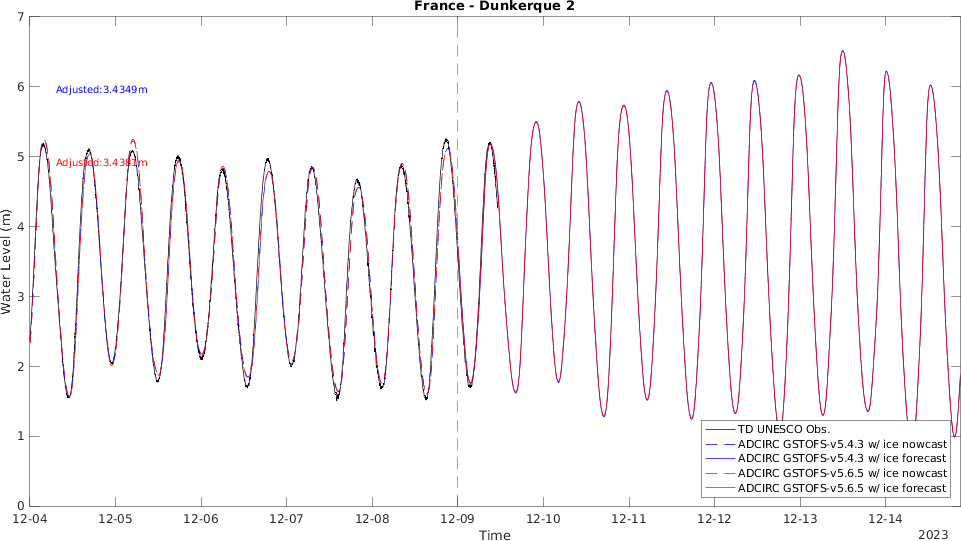 France - Dunkerque 2
7
6
5
4
3
2
1
0
Water Level (m)
Adjusted:3.4349m
Adjusted:3.4381m
TD UNESCO Obs.
ADCIRC GSTOFS-v5.4.3 w/ ice nowcast
ADCIRC GSTOFS-v5.4.3 w/ ice forecast
ADCIRC GSTOFS-v5.6.5 w/ ice nowcast
ADCIRC GSTOFS-v5.6.5 w/ ice forecast
12-04 12-05 12-06 12-07 12-08 12-09 12-10 12-11 12-12 12-13 12-14
Time
2023